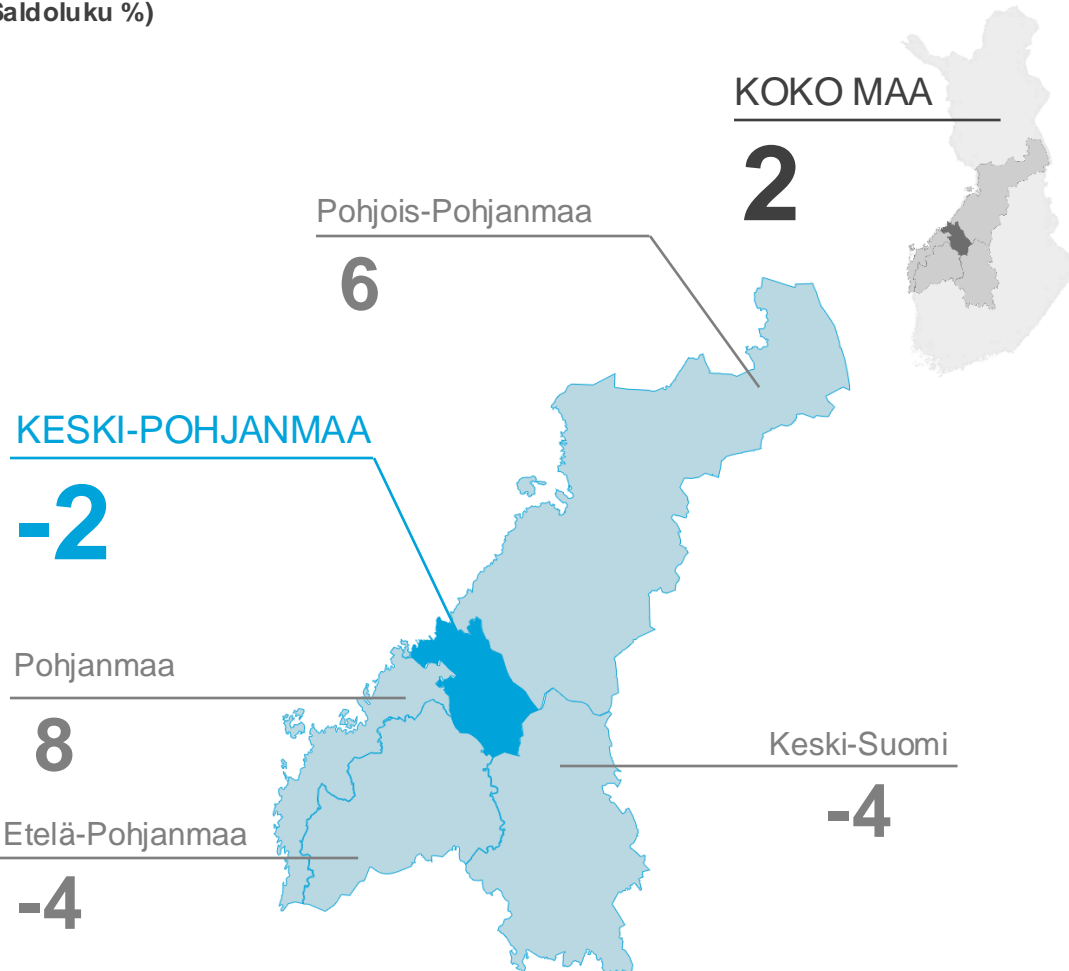 Saldoluku %)
KOKO MAA
2
Pohjois-Pohjanmaa
6
KESKI-POHJANMAA
-2
Pohjanmaa
8
Keski-Suomi
-4
Etelä-Pohjanmaa
-4